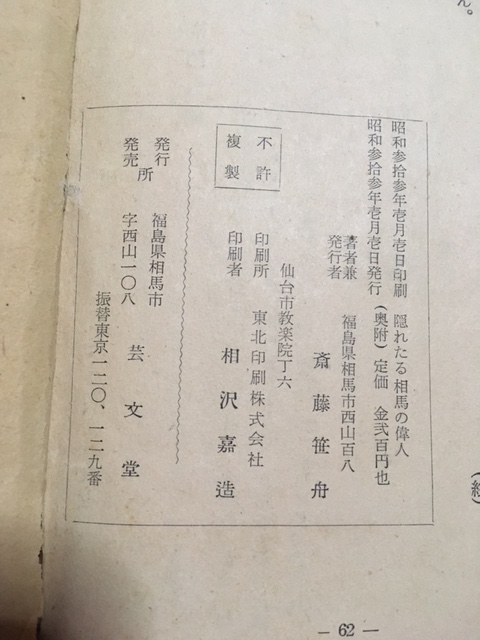 ん。
昭和参拾参年壱月壱日印刷 隠れたる相馬の偉人
昭和参拾参年壱月壱日発行 (奥附) 定価 金弐百円也
著者兼
発行者
福島県相馬市西山百八
斎藤笹舟
仙台市教楽院丁六
印刷所 東北印刷株式会社
印刷者 相沢嘉造
不許
複製
発行
発売
所
福島県相馬市
字西山一〇八
芸文堂
振替東京一二〇、一二九番
— 62 —